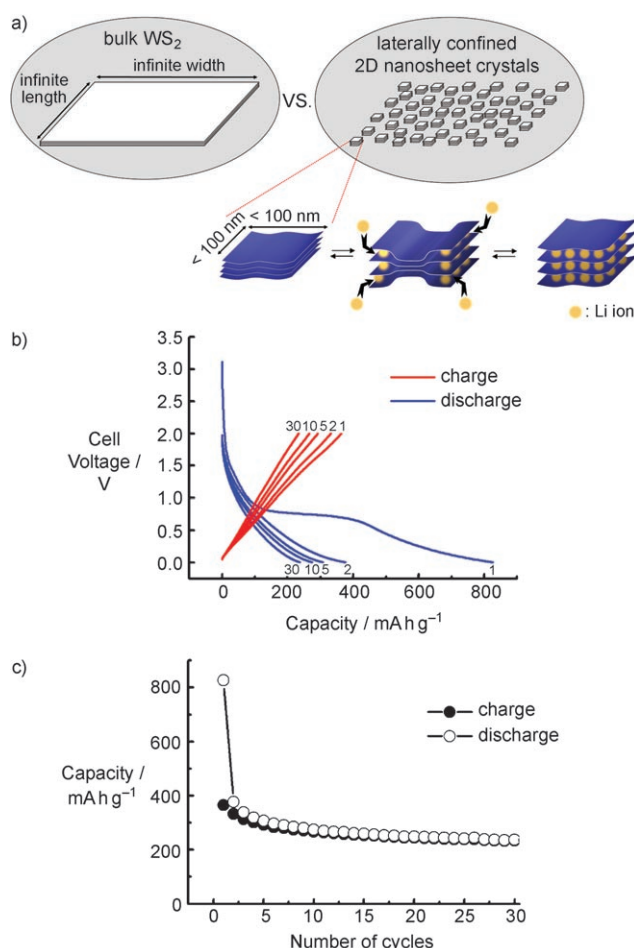 a)
bulk WS₂
infinite width
infinite length
VS.
laterally confined
2D nanosheet crystals
< 100 nm
< 100 nm
: Li ion
b)
3.5
3.0
2.5
2.0
1.5
1.0
0.5
0.0
Cell
Voltage /
V
charge
discharge
30 10 5 2 1
30 10 5 2 1
0 200 400 600 800
Capacity / mA h g⁻¹
c)
800
600
400
200
0
Capacity /
mA h g⁻¹
charge
discharge
0 5 10 15 20 25 30
Number of cycles